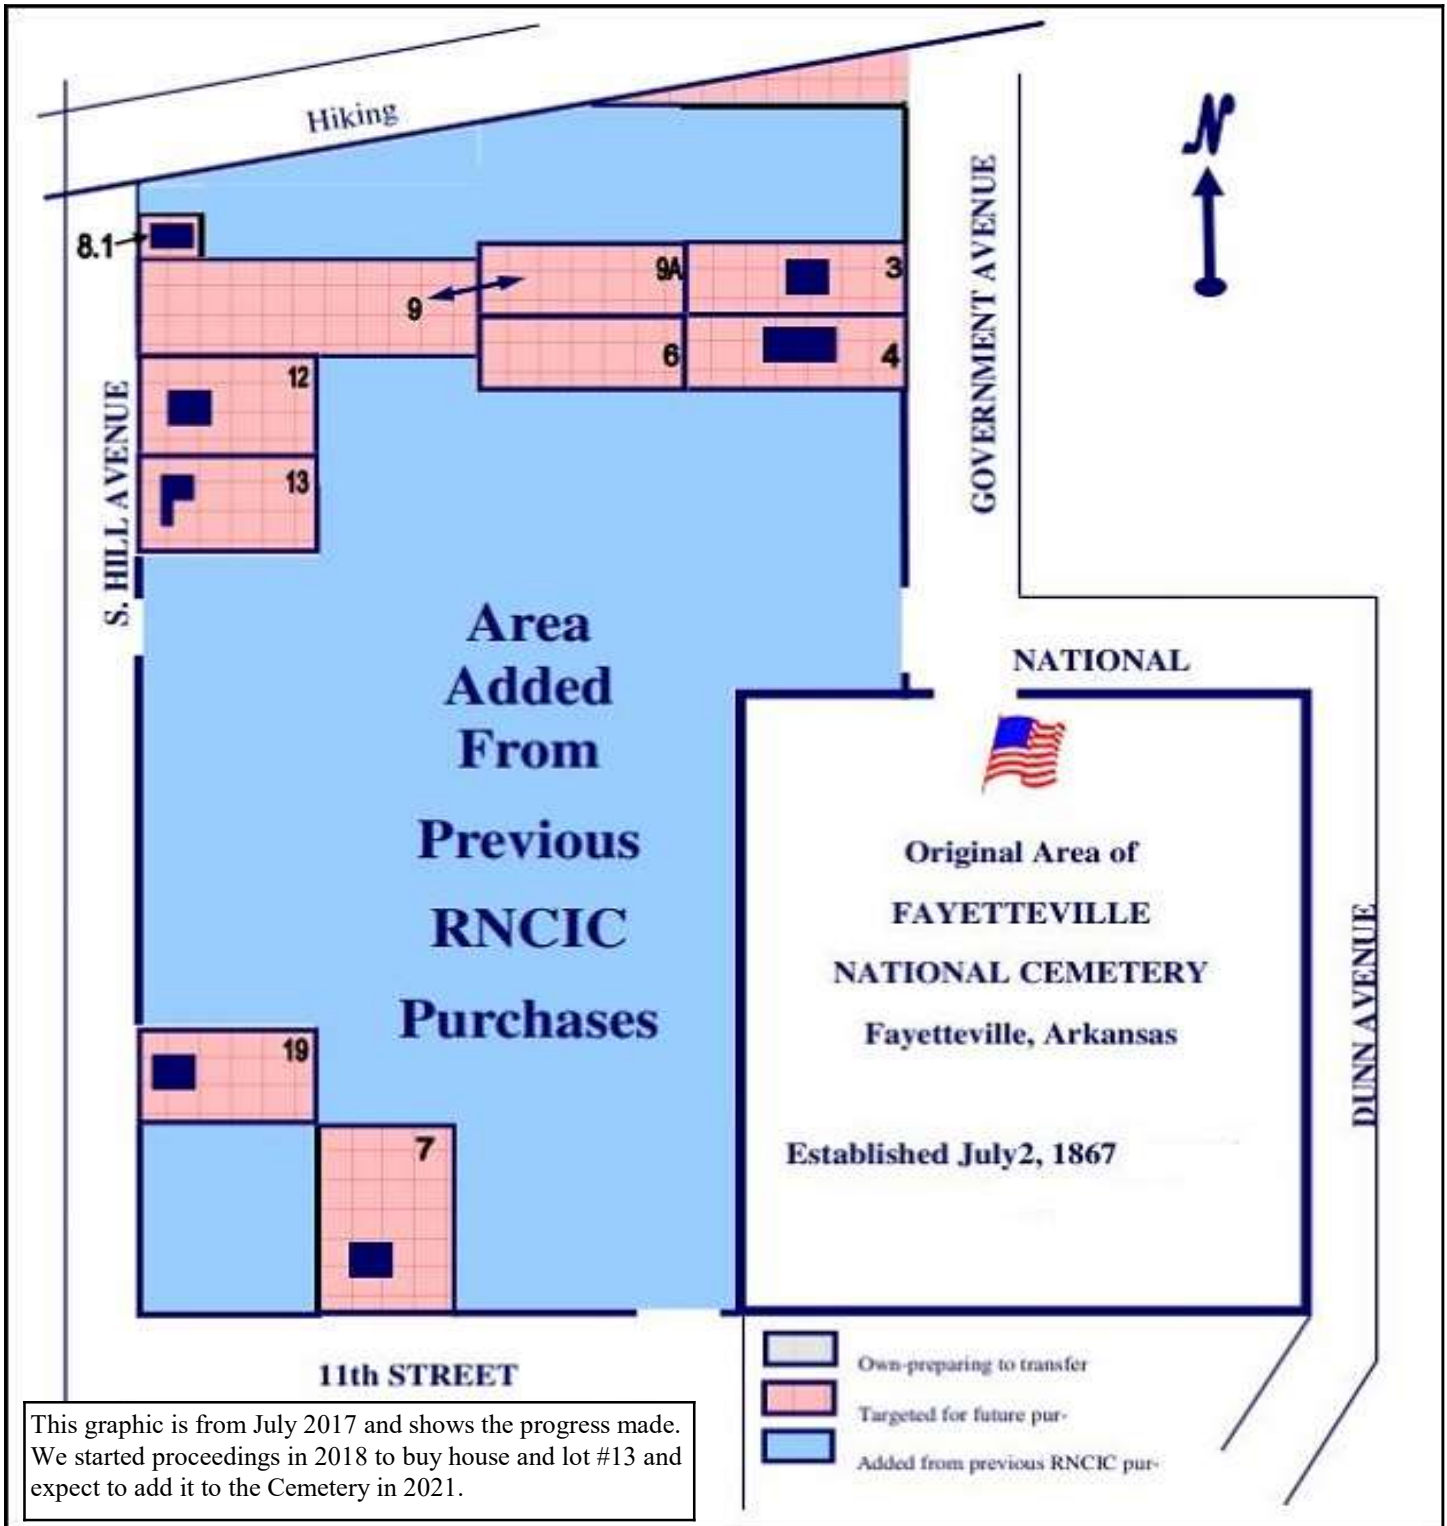 Hiking
N
8.1
9
9A
3
6
4
12
13
S. HILL AVENUE
GOVERNMENT AVENUE
Area
Added
From
Previous
RNCIC
Purchases
NATIONAL
Original Area of
FAYETTEVILLE
NATIONAL CEMETERY
Fayetteville, Arkansas
Established July2, 1867
DUNN AVENUE
19
7
11th STREET
Own-preparing to transfer
Targeted for future pur-
Added from previous RNCIC pur-
This graphic is from July 2017 and shows the progress made.
We started proceedings in 2018 to buy house and lot #13 and
expect to add it to the Cemetery in 2021.